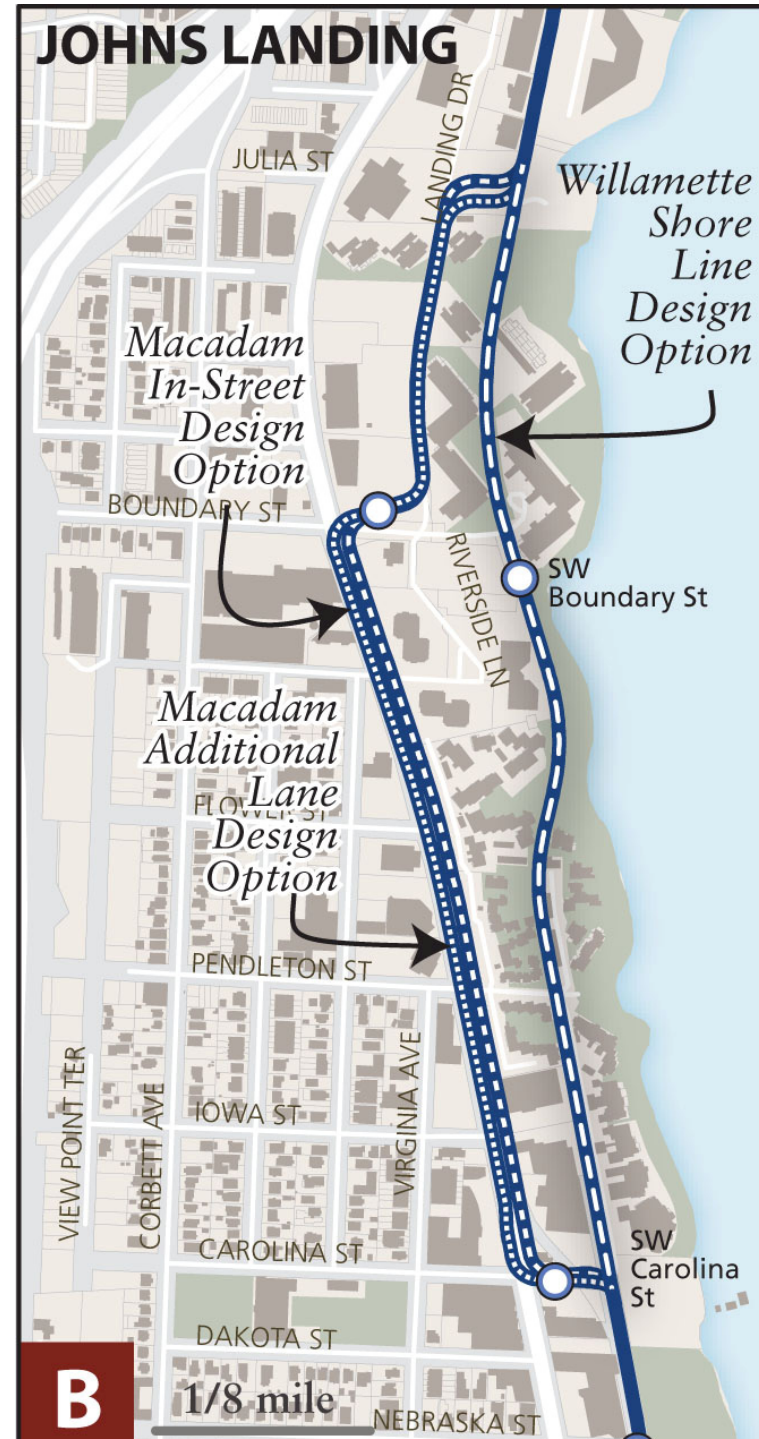 JOHNS LANDING
LANDING DR
JULIA ST
Willamette
Shore
Line
Design
Option
Macadam
In-Street
Design
Option
BOUNDARY ST
RIVERSIDE LN
SW
Boundary St
Macadam
Additional
Lane
Design
Option
FLOWER ST
PENDLETON ST
VIEW POINT TER
CORBETT AVE
IOWA ST
VIRGINIA AVE
CAROLINA ST
SW
Carolina
St
DAKOTA ST
B
1/8 mile
NEBRASKA ST